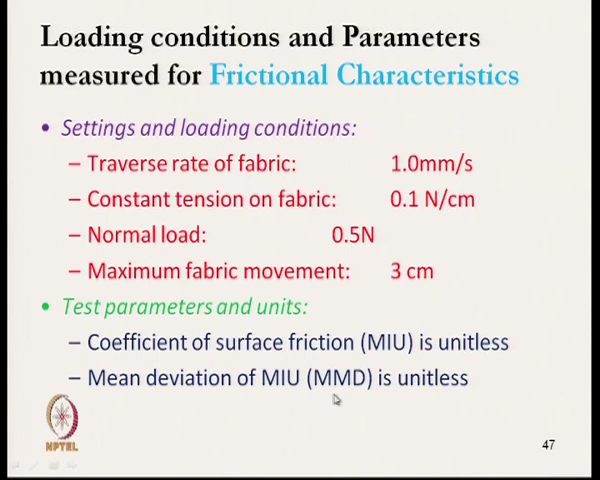 Loading conditions and Parameters
measured for Frictional Characteristics
• Settings and loading conditions:
– Traverse rate of fabric: 1.0mm/s
– Constant tension on fabric: 0.1 N/cm
– Normal load: 0.5N
– Maximum fabric movement: 3 cm
• Test parameters and units:
– Coefficient of surface friction (MIU) is unitless
– Mean deviation of MIU (MMD) is unitless
NPTEL
47